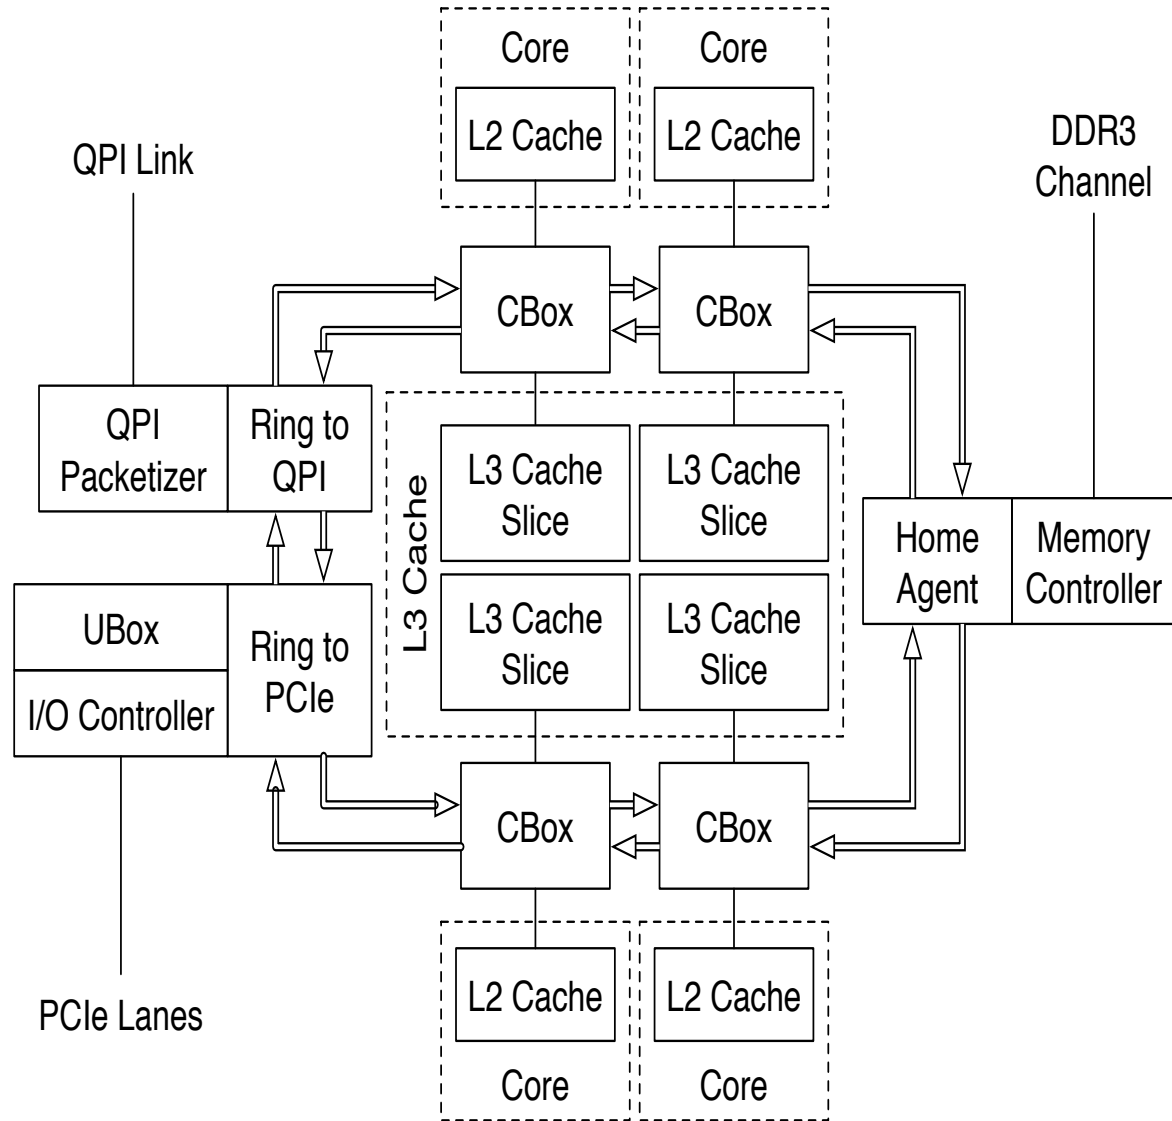 Core
Core
L2 Cache
L2 Cache
QPI Link
DDR3
Channel
CBox
CBox
QPI
Packetizer
Ring to
QPI
L3 Cache
L3 Cache
Slice
L3 Cache
Slice
L3 Cache
Slice
L3 Cache
Slice
Home
Agent
Memory
Controller
UBox
I/O Controller
Ring to
PCIe
CBox
CBox
PCIe Lanes
L2 Cache
L2 Cache
Core
Core